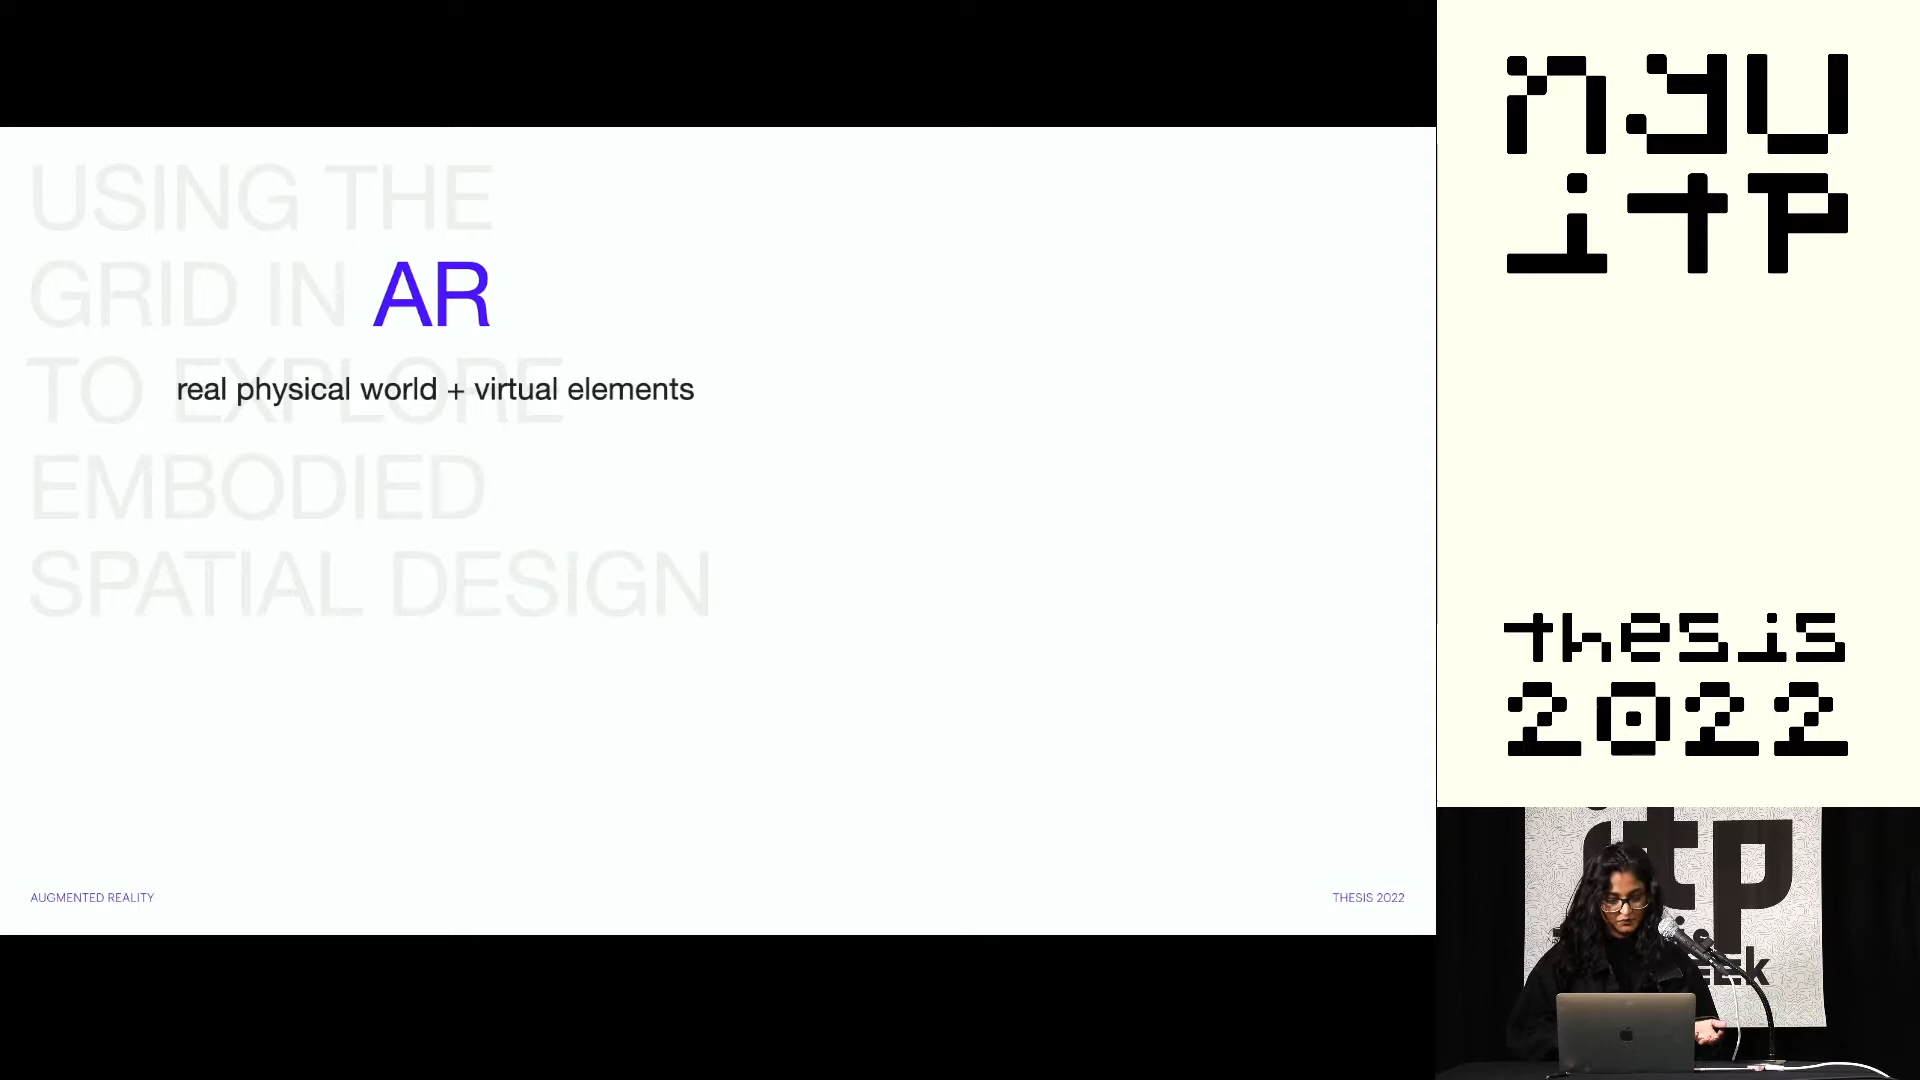 USING THE
GRID IN AR
TO EXPLORE
real physical world + virtual elements
EMBODIED
SPATIAL DESIGN
AUGMENTED REALITY
THESIS 2022
nyu
itp
thesis
2022
itp